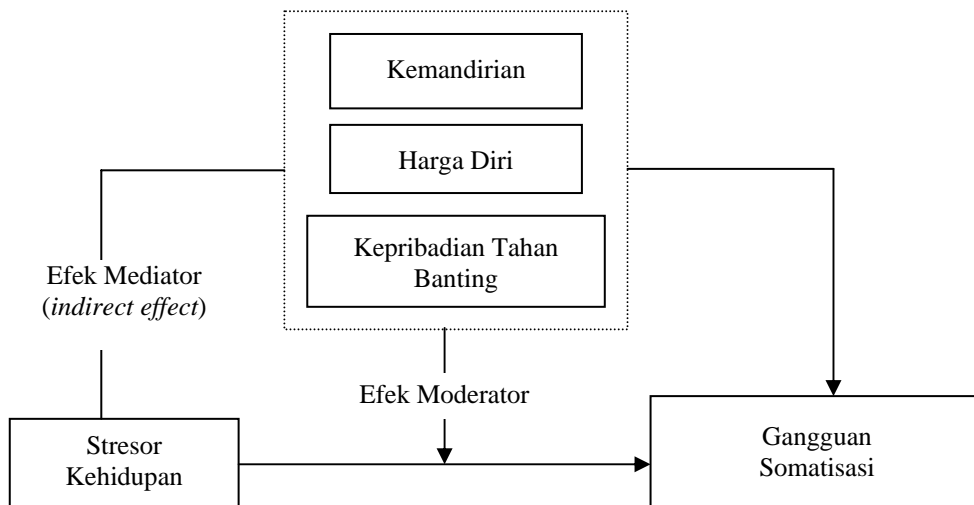 Kemandirian
Harga Diri
Kepribadian Tahan
Banting
Efek Mediator
(indirect effect)
Efek Moderator
Stresor
Kehidupan
Gangguan
Somatisasi